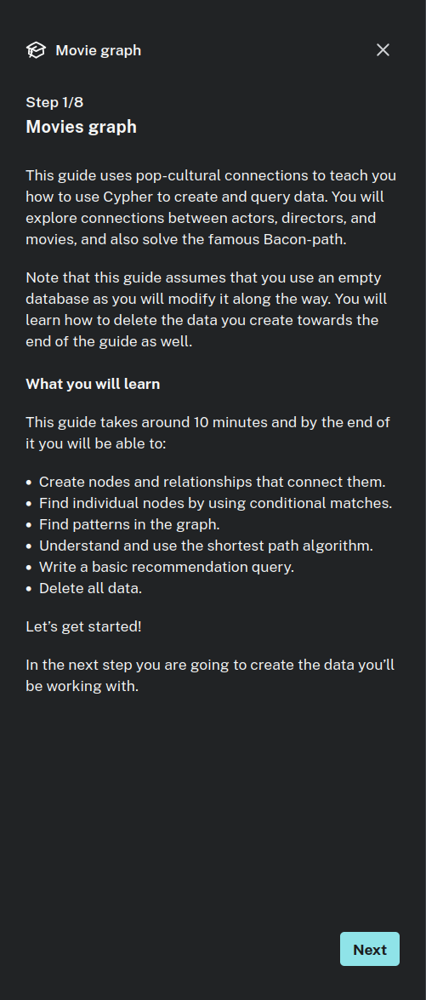 Movie graph
Step 1/8
Movies graph
This guide uses pop-cultural connections to teach you
how to use Cypher to create and query data. You will
explore connections between actors, directors, and
movies, and also solve the famous Bacon-path.
Note that this guide assumes that you use an empty
database as you will modify it along the way. You will
learn how to delete the data you create towards the
end of the guide as well.
What you will learn
This guide takes around 10 minutes and by the end of
it you will be able to:
• Create nodes and relationships that connect them.
• Find individual nodes by using conditional matches.
• Find patterns in the graph.
• Understand and use the shortest path algorithm.
• Write a basic recommendation query.
• Delete all data.
Let’s get started!
In the next step you are going to create the data you’ll
be working with.
Next